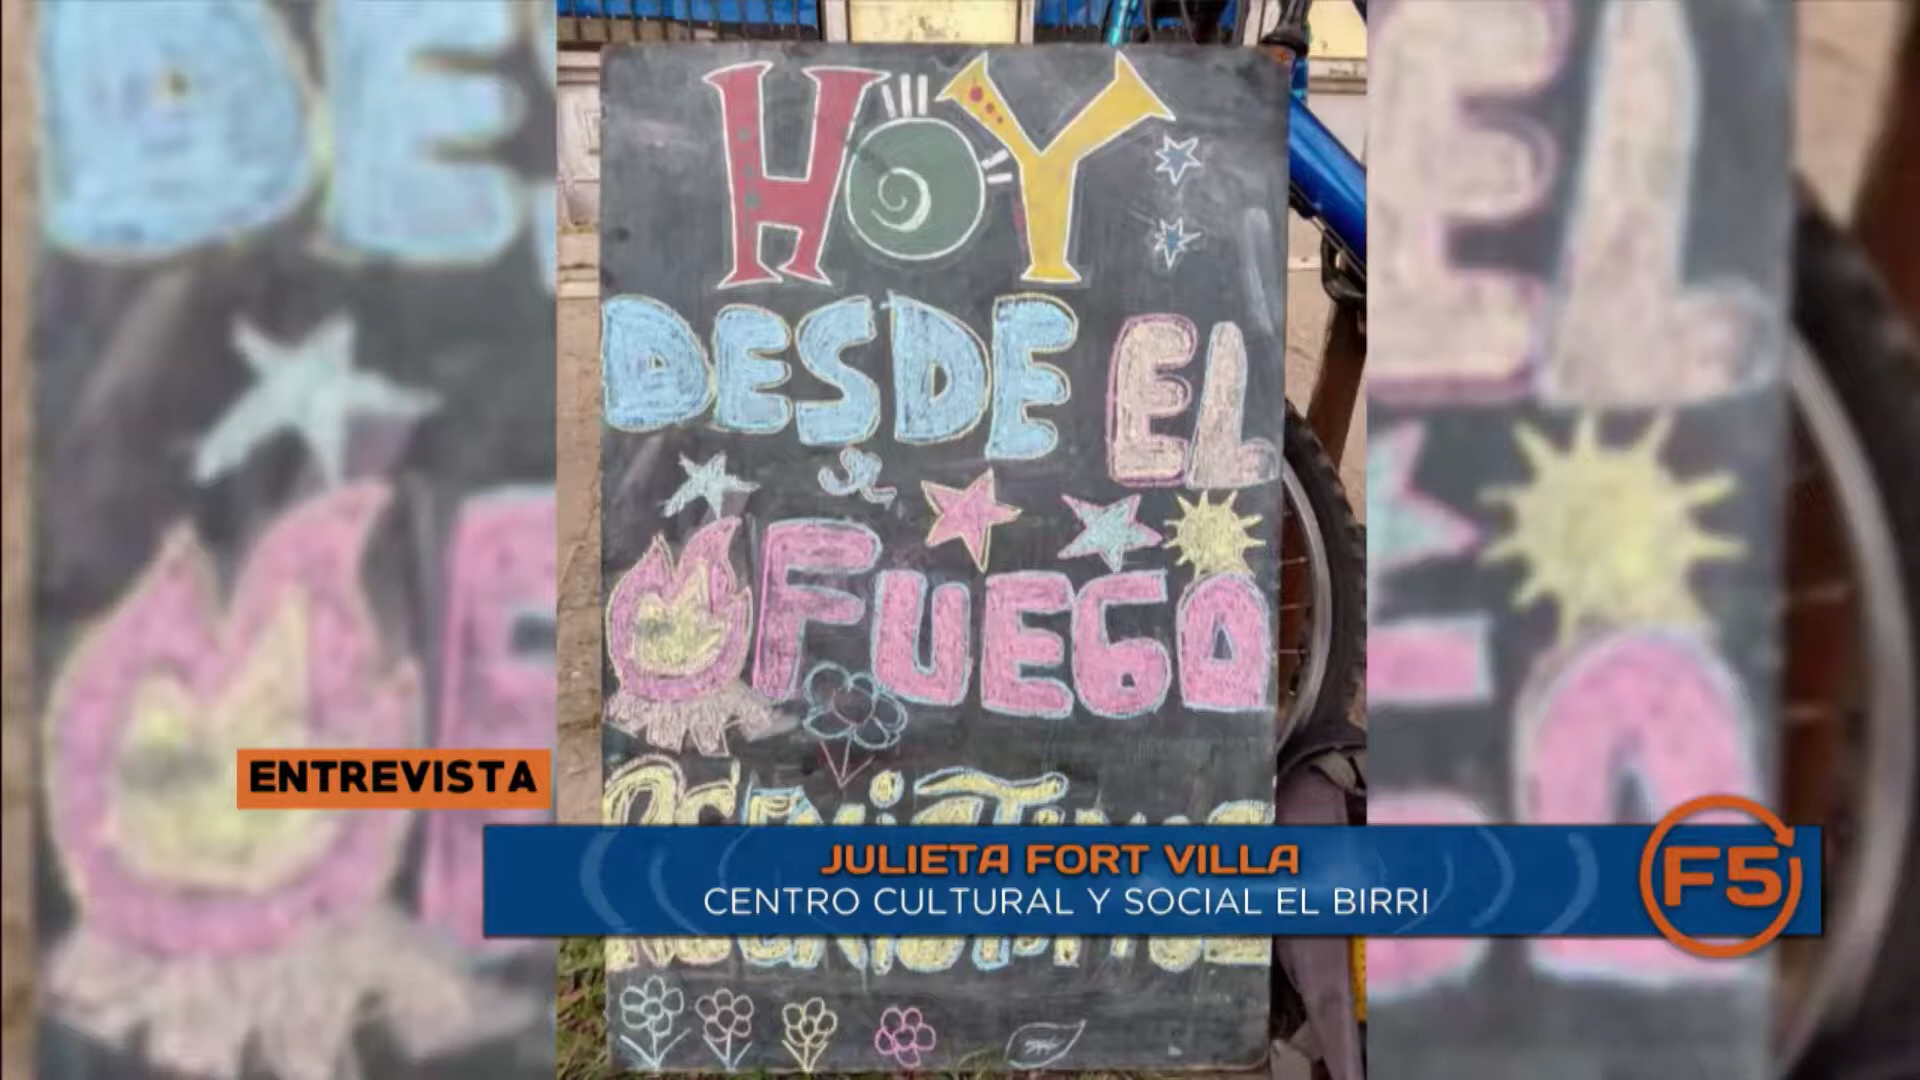 HOY
DESDE EL
FUEGO
ENTREVISTA
JULIETA FORT VILLA
CENTRO CULTURAL Y SOCIAL EL BIRRI
F5